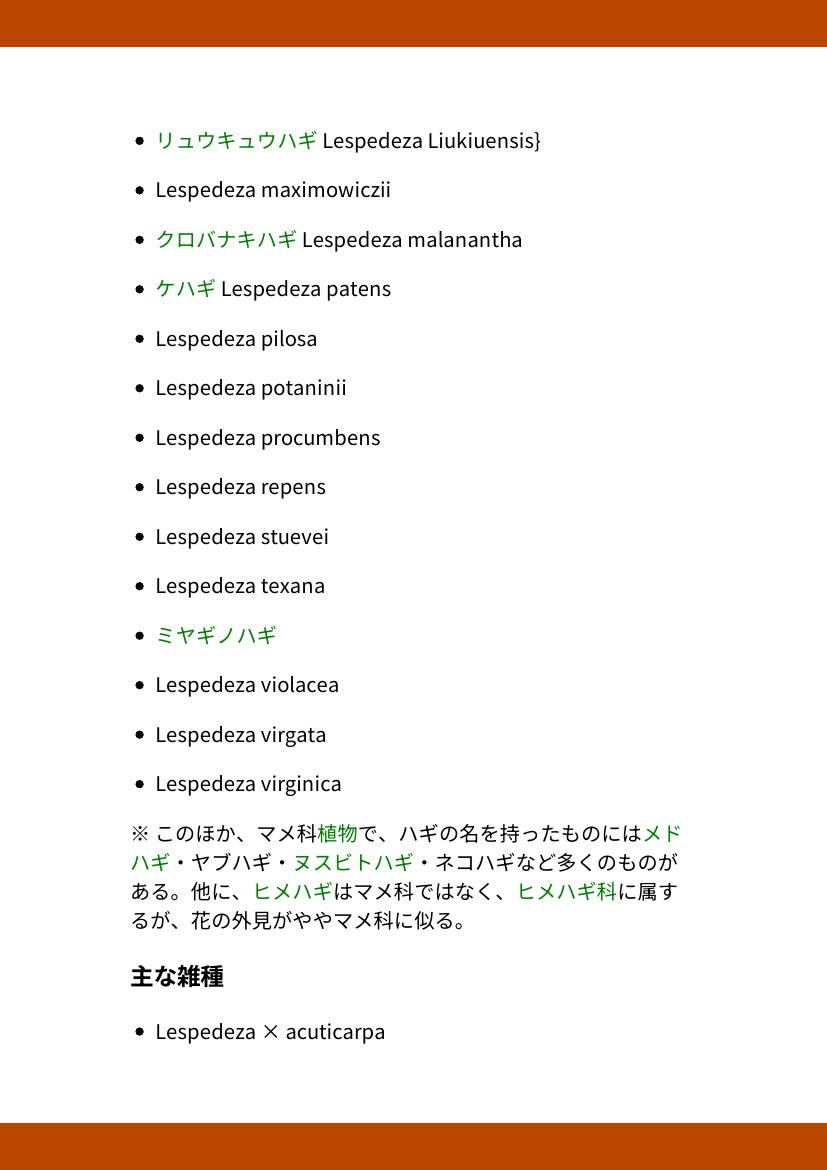 リュウキュウハギ Lespedeza Liukiuensis}
Lespedeza maximowiczii
クロバナキハギ Lespedeza malanantha
ケハギ Lespedeza patens
Lespedeza pilosa
Lespedeza potaninii
Lespedeza procumbens
Lespedeza repens
Lespedeza stuevei
Lespedeza texana
ミヤギノハギ
Lespedeza violacea
Lespedeza virgata
Lespedeza virginica
※ このほか、マメ科植物で、ハギの名を持ったものにはメド
ハギ・ヤブハギ・ヌスビトハギ・ネコハギなど多くのものが
ある。他に、ヒメハギはマメ科ではなく、ヒメハギ科に属す
るが、花の外見がややマメ科に似る。
主な雑種
Lespedeza × acuticarpa